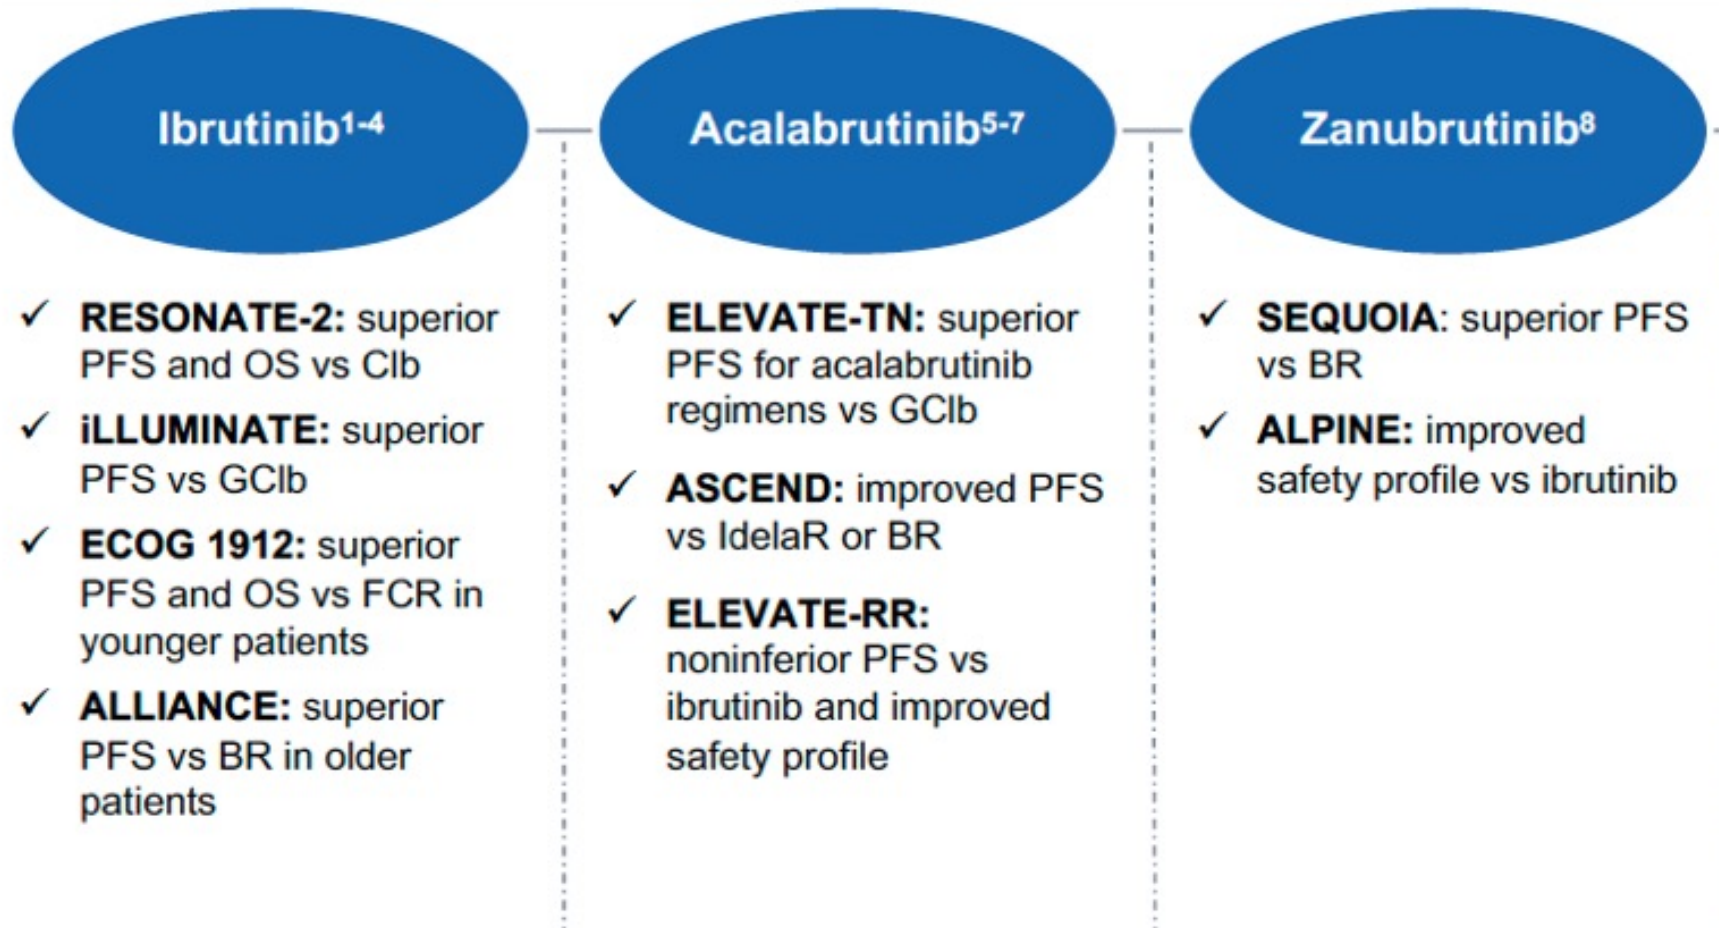 Ibrutinib1-4
Acalabrutinib5-7
Zanubrutinib8
✓ RESONATE-2: superior
PFS and OS vs Clb
✓ iLLUMINATE: superior
PFS vs GClb
✓ ECOG 1912: superior
PFS and OS vs FCR in
younger patients
✓ ALLIANCE: superior
PFS vs BR in older
patients
✓ ELEVATE-TN: superior
PFS for acalabrutinib
regimens vs GClb
✓ ASCEND: improved PFS
vs IdelaR or BR
✓ ELEVATE-RR:
noninferior PFS vs
ibrutinib and improved
safety profile
✓ SEQUOIA: superior PFS
vs BR
✓ ALPINE: improved
safety profile vs ibrutinib